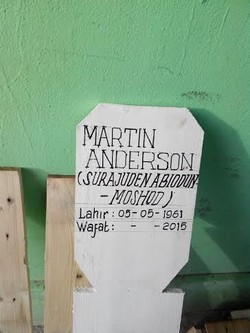 MARTIN
ANDERSON
(SURAJUDEN ABIODUN-
-MOSHOD)
Lahir : 05-05-1961
Wafat : - - 2015